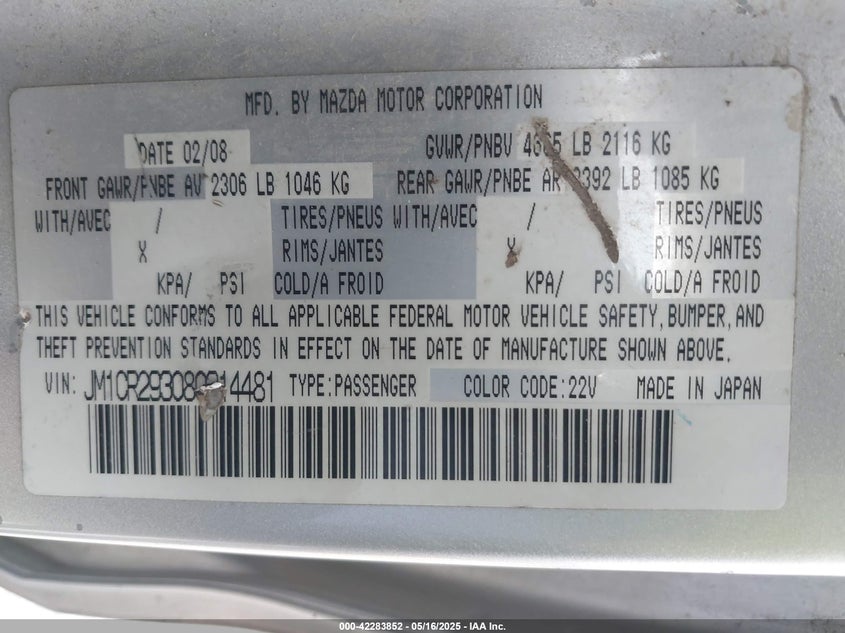 MFD. BY MAZDA MOTOR CORPORATION
DATE 02/08 GVWR/PNBV 4665 LB 2116 KG
FRONT GAWR/PNBE AV 2306 LB 1046 KG REAR GAWR/PNBE AR 2392 LB 1085 KG
WITH/AVEC / TIRES/PNEUS WITH/AVEC / TIRES/PNEUS
X RIMS/JANTES X RIMS/JANTES
KPA/ PSI COLD/A FROID KPA/ PSI COLD/A FROID
THIS VEHICLE CONFORMS TO ALL APPLICABLE FEDERAL MOTOR VEHICLE SAFETY, BUMPER, AND
THEFT PREVENTION STANDARDS IN EFFECT ON THE DATE OF MANUFACTURE SHOWN ABOVE.
VIN: JM1CR293080314481 TYPE:PASSENGER COLOR CODE:22V MADE IN JAPAN
000-42283852 - 05/16/2025 - IAA Inc.